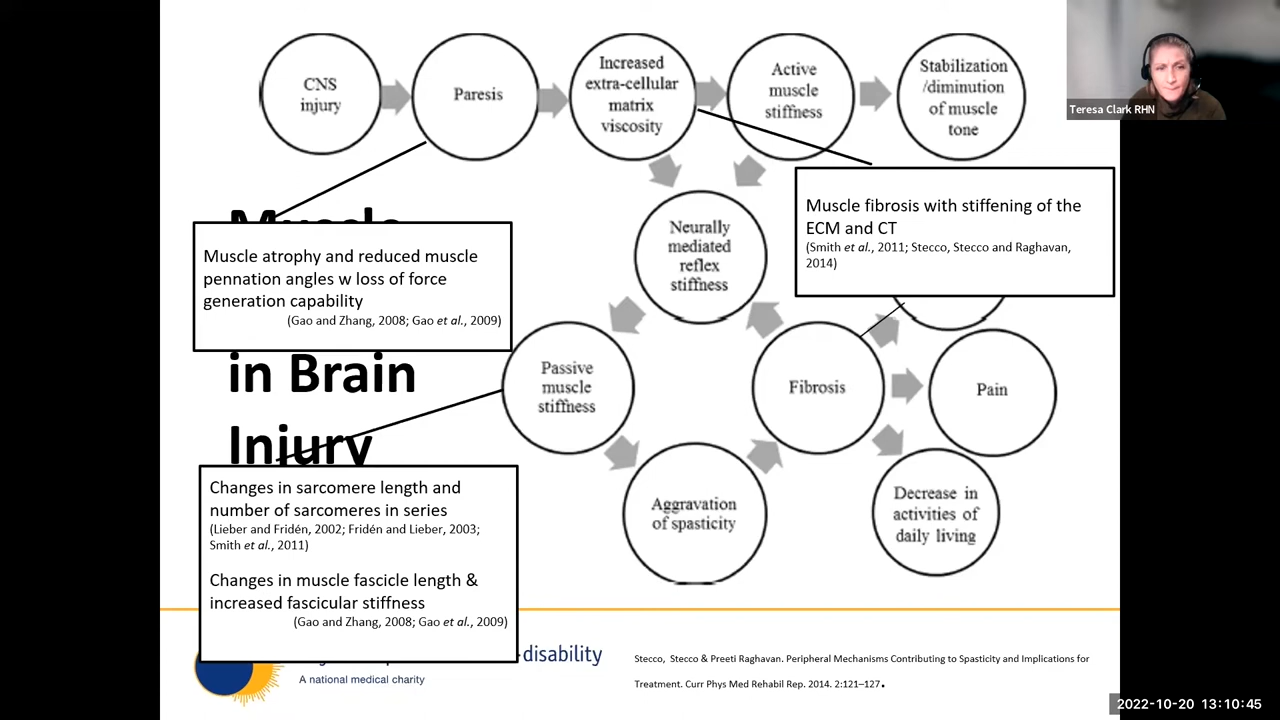 CNS
injury
Paresis
Increased
extra-cellular
matrix
viscosity
Active
muscle
stiffness
Stabilization
/diminution
of muscle
tone
Teresa Clark RHN
Muscle fibrosis with stiffening of the
ECM and CT
(Smith et al., 2011; Stecco, Stecco and Raghavan,
2014)
Neurally
mediated
reflex
stiffness
Muscle
Muscle atrophy and reduced muscle
pennation angles w loss of force
generation capability
(Gao and Zhang, 2008; Gao et al., 2009)
in Brain
Injury
Passive
muscle
stiffness
Fibrosis
Pain
Changes in sarcomere length and
number of sarcomeres in series
(Lieber and Fridén, 2002; Fridén and Lieber, 2003;
Smith et al., 2011)
Changes in muscle fascicle length &
increased fascicular stiffness
(Gao and Zhang, 2008; Gao et al., 2009)
Aggravation
of spasticity
Decrease in
activities of
daily living
-disability
A national medical charity
Stecco, Stecco & Preeti Raghavan. Peripheral Mechanisms Contributing to Spasticity and Implications for
Treatment. Curr Phys Med Rehabil Rep. 2014. 2:121–127.
2022-10-20 13:10:45